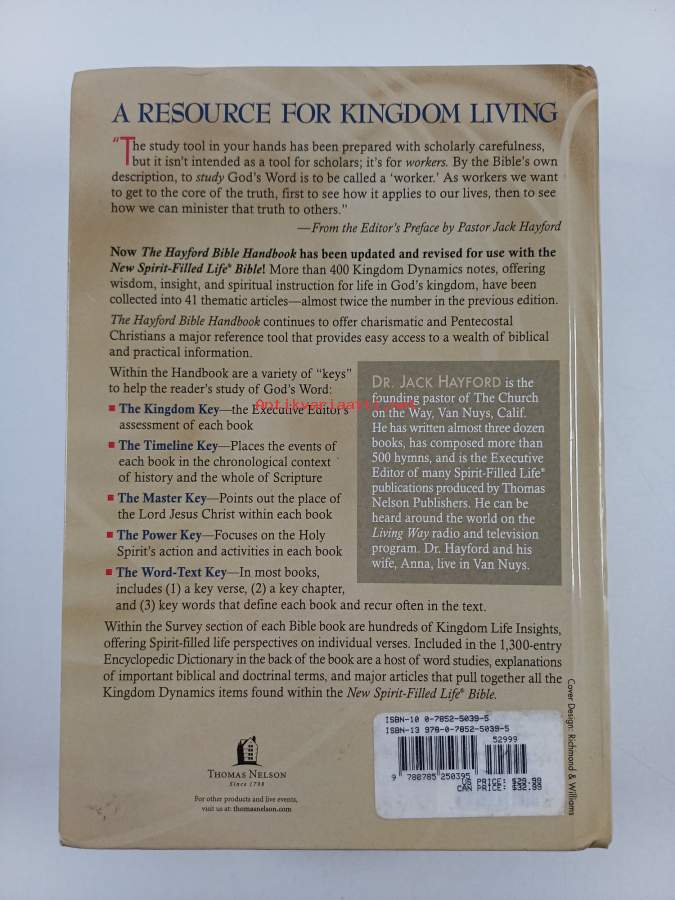 A RESOURCE FOR KINGDOM LIVING
"The study tool in your hands has been prepared with scholarly carefulness,
but it isn't intended as a tool for scholars; it's for workers. By the Bible's own
description, to study God's Word is to be called a 'worker.' As workers we want
to get to the core of the truth, first to see how it applies to our lives, then to see
how we can minister that truth to others."
—From the Editor's Preface by Pastor Jack Hayford
Now The Hayford Bible Handbook has been updated and revised for use with the
New Spirit-Filled Life® Bible! More than 400 Kingdom Dynamics notes, offering
wisdom, insight, and spiritual instruction for life in God's kingdom, have been
collected into 41 thematic articles—almost twice the number in the previous edition.
The Hayford Bible Handbook continues to offer charismatic and Pentecostal
Christians a major reference tool that provides easy access to a wealth of biblical
and practical information.
Within the Handbook are a variety of "keys"
to help the reader's study of God's Word:
■ The Kingdom Key—the Executive Editor's
assessment of each book
■ The Timeline Key—Places the events of
each book in the chronological context
of history and the whole of Scripture
■ The Master Key—Points out the place of
the Lord Jesus Christ within each book
■ The Power Key—Focuses on the Holy
Spirit's action and activities in each book
■ The Word-Text Key—In most books,
includes (1) a key verse, (2) a key chapter,
and (3) key words that define each book and recur often in the text.
DR. JACK HAYFORD is the
founding pastor of The Church
on the Way, Van Nuys, Calif.
He has written almost three dozen
books, has composed more than
500 hymns, and is the Executive
Editor of many Spirit-Filled Life®
publications produced by Thomas
Nelson Publishers. He can be
heard around the world on the
Living Way radio and television
program. Dr. Hayford and his
wife, Anna, live in Van Nuys.
Antikvariaatti.net
Within the Survey section of each Bible book are hundreds of Kingdom Life Insights,
offering Spirit-filled life perspectives on individual verses. Included in the 1,300-entry
Encyclopedic Dictionary in the back of the book are a host of word studies, explanations
of important biblical and doctrinal terms, and major articles that pull together all the
Kingdom Dynamics items found within the New Spirit-Filled Life® Bible.
THOMAS NELSON
Since 1798
For other products and live events,
visit us at: thomasnelson.com
ISBN-10 0-7852-5039-5
ISBN-13 978-0-7852-5039-5
52999
9 780785 250395
US PRICE: $29.99
CAN PRICE: $32.99
Cover Design: Richmond & Williams